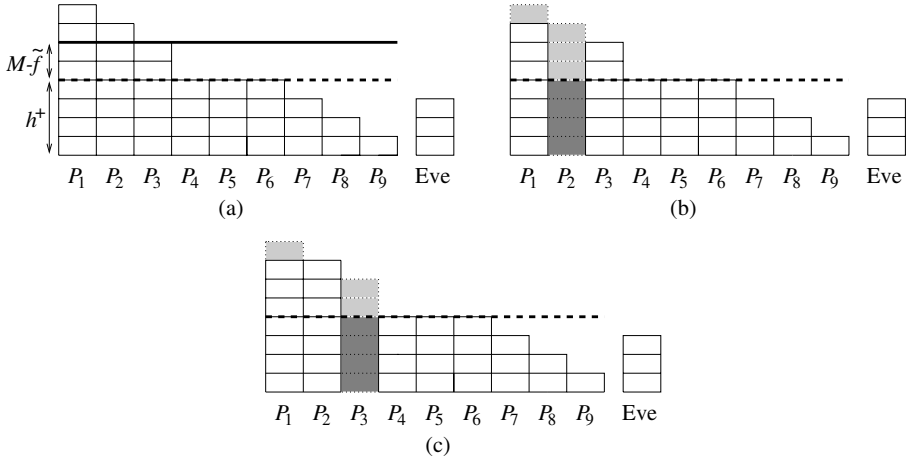 M-f̃
h⁺
P₁ P₂ P₃ P₄ P₅ P₆ P₇ P₈ P₉ Eve
(a)
P₁ P₂ P₃ P₄ P₅ P₆ P₇ P₈ P₉ Eve
(b)
P₁ P₂ P₃ P₄ P₅ P₆ P₇ P₈ P₉ Eve
(c)